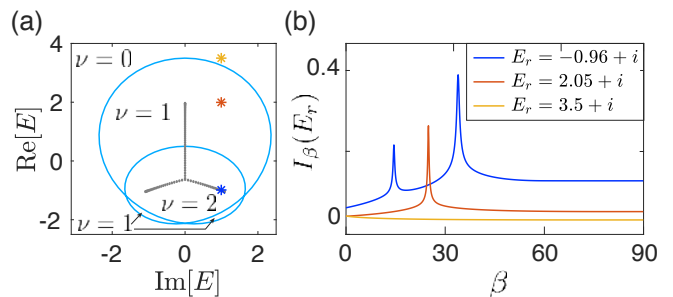 (a)
ν = 0
ν = 1
ν = 2
ν = 1
4
2
0
-2
-2
0
2
Re[E]
Im[E]
(b)
E_r = −0.96 + i
E_r = 2.05 + i
E_r = 3.5 + i
0.4
0
0
30
60
90
I_β(E_r)
β